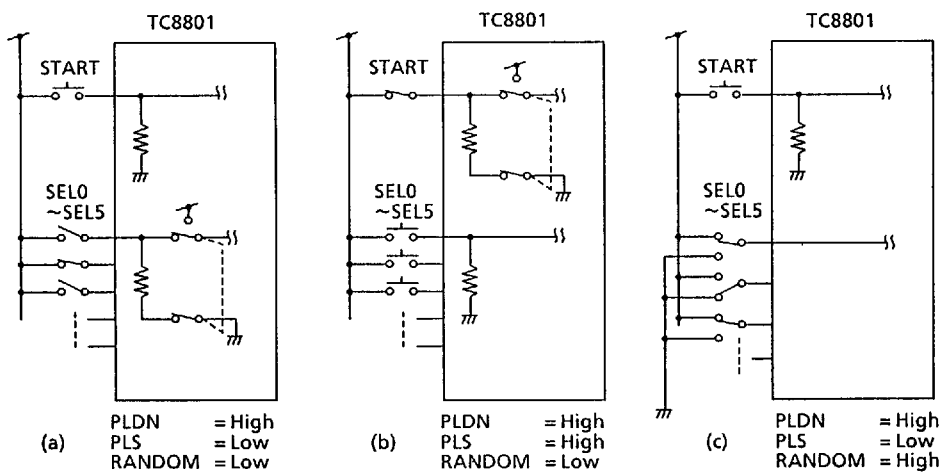 TC8801
START
SEL0
~SEL5
(a)
PLDN = High
PLS = Low
RANDOM = Low
TC8801
START
SEL0
~SEL5
(b)
PLDN = High
PLS = High
RANDOM = Low
TC8801
START
SEL0
~SEL5
(c)
PLDN = High
PLS = Low
RANDOM = High